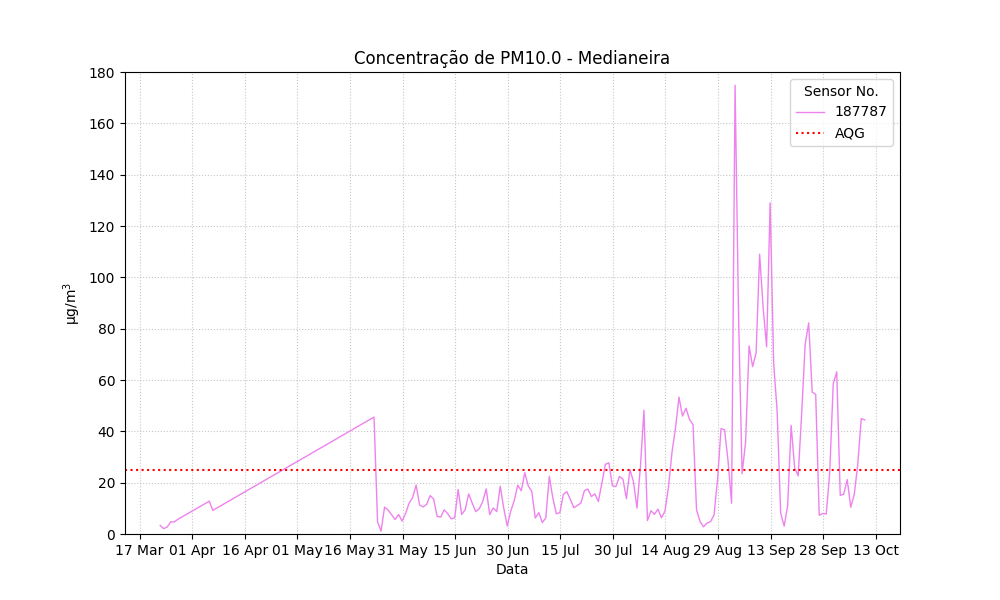 Concentração de PM10.0 - Medianeira
180
160
140
120
100
80
60
40
20
0
µg/m³
Sensor No.
187787
AQG
17 Mar 01 Apr 16 Apr 01 May 16 May 31 May 15 Jun 30 Jun 15 Jul 30 Jul 14 Aug 29 Aug 13 Sep 28 Sep 13 Oct
Data